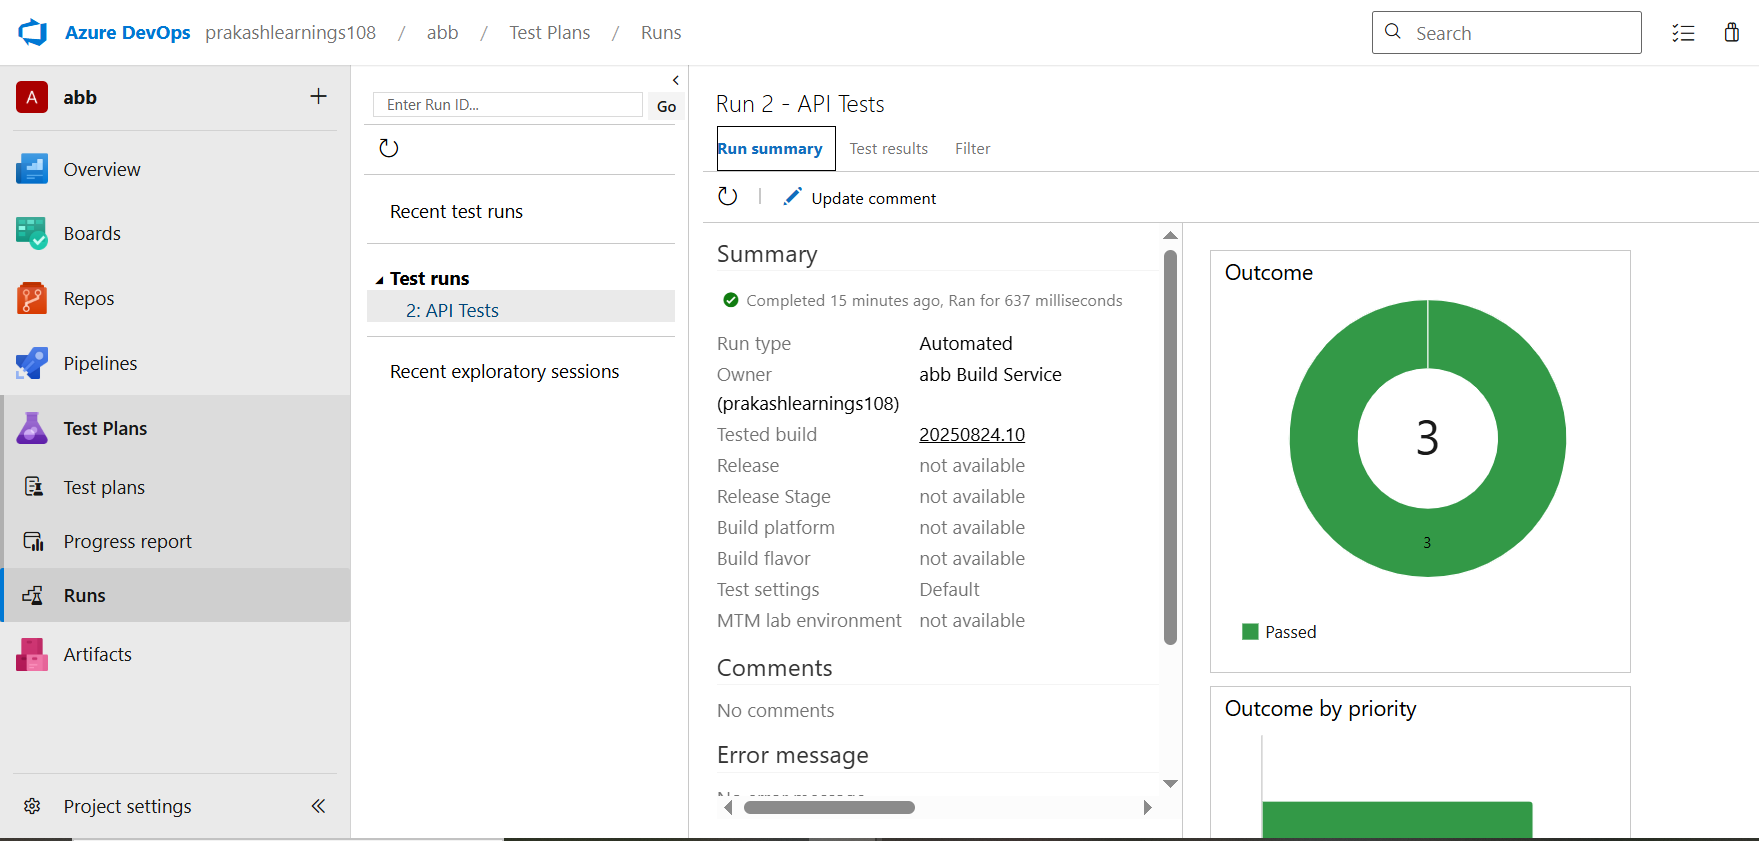 Azure DevOps prakashlearnings108 / abb / Test Plans / Runs
Search
A abb
Overview
Boards
Repos
Pipelines
Test Plans
Test plans
Progress report
Runs
Artifacts
Project settings
Enter Run ID...
Go
Recent test runs
Test runs
2: API Tests
Recent exploratory sessions
Run 2 - API Tests
Run summary Test results Filter
Update comment
Summary
Completed 15 minutes ago, Ran for 637 milliseconds
Run type Automated
Owner abb Build Service
(prakashlearnings108)
Tested build 20250824.10
Release not available
Release Stage not available
Build platform not available
Build flavor not available
Test settings Default
MTM lab environment not available
Comments
No comments
Error message
Outcome
3
3
Passed
Outcome by priority